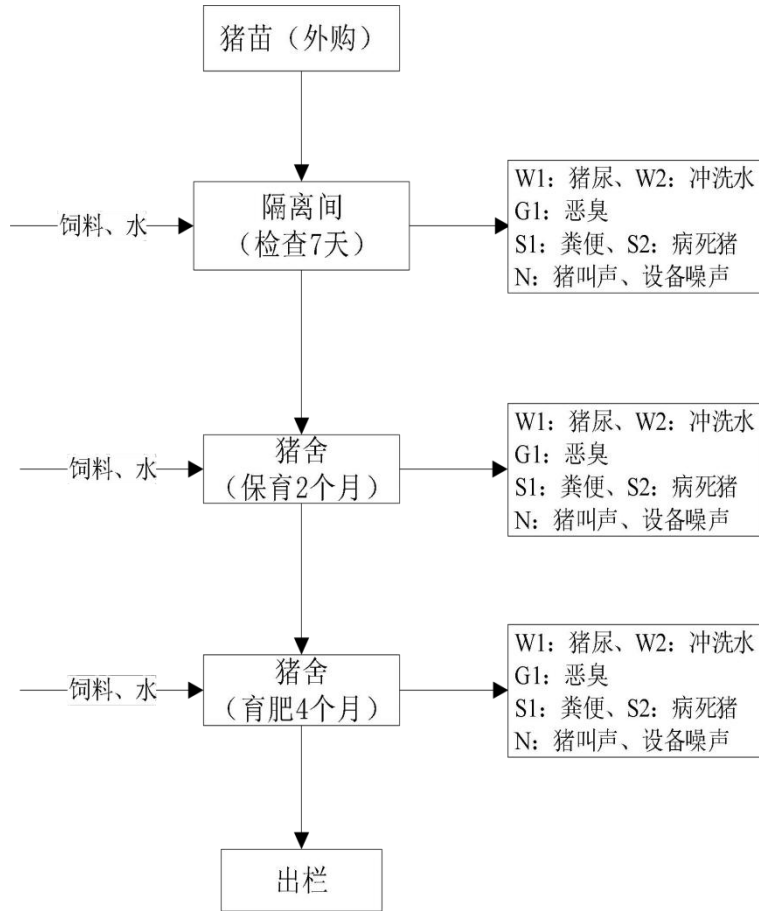 猪苗（外购）
饲料、水
隔离间
（检查7天）
W1：猪尿、W2：冲洗水
G1：恶臭
S1：粪便、S2：病死猪
N：猪叫声、设备噪声
饲料、水
猪舍
（保育2个月）
W1：猪尿、W2：冲洗水
G1：恶臭
S1：粪便、S2：病死猪
N：猪叫声、设备噪声
饲料、水
猪舍
（育肥4个月）
W1：猪尿、W2：冲洗水
G1：恶臭
S1：粪便、S2：病死猪
N：猪叫声、设备噪声
出栏